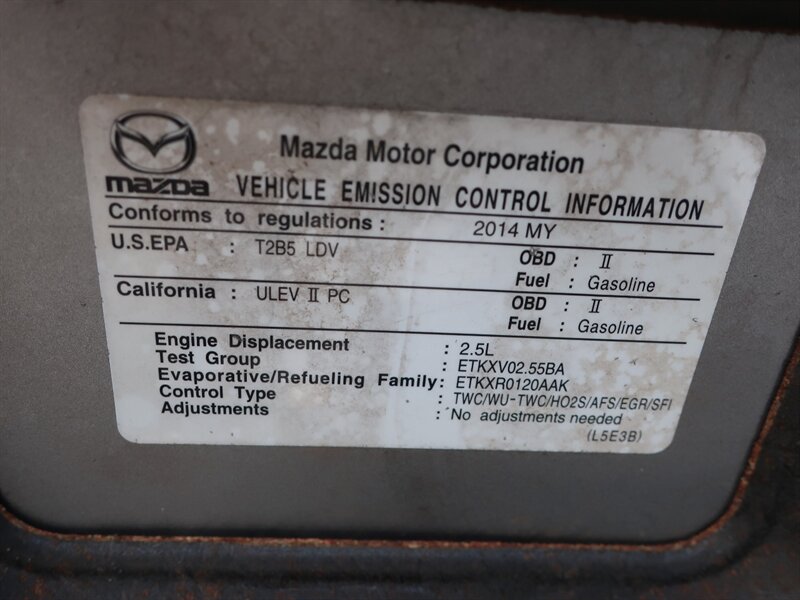 Mazda Motor Corporation
mazda VEHICLE EMISSION CONTROL INFORMATION
Conforms to regulations : 2014 MY
U.S.EPA : T2B5 LDV OBD : II
Fuel : Gasoline
California : ULEV II PC OBD : II
Fuel : Gasoline
Engine Displacement : 2.5L
Test Group : ETKXV02.55BA
Evaporative/Refueling Family : ETKXR0120AAK
Control Type : TWC/WU-TWC/HO2S/AFS/EGR/SFI
Adjustments : No adjustments needed
(L5E3B)